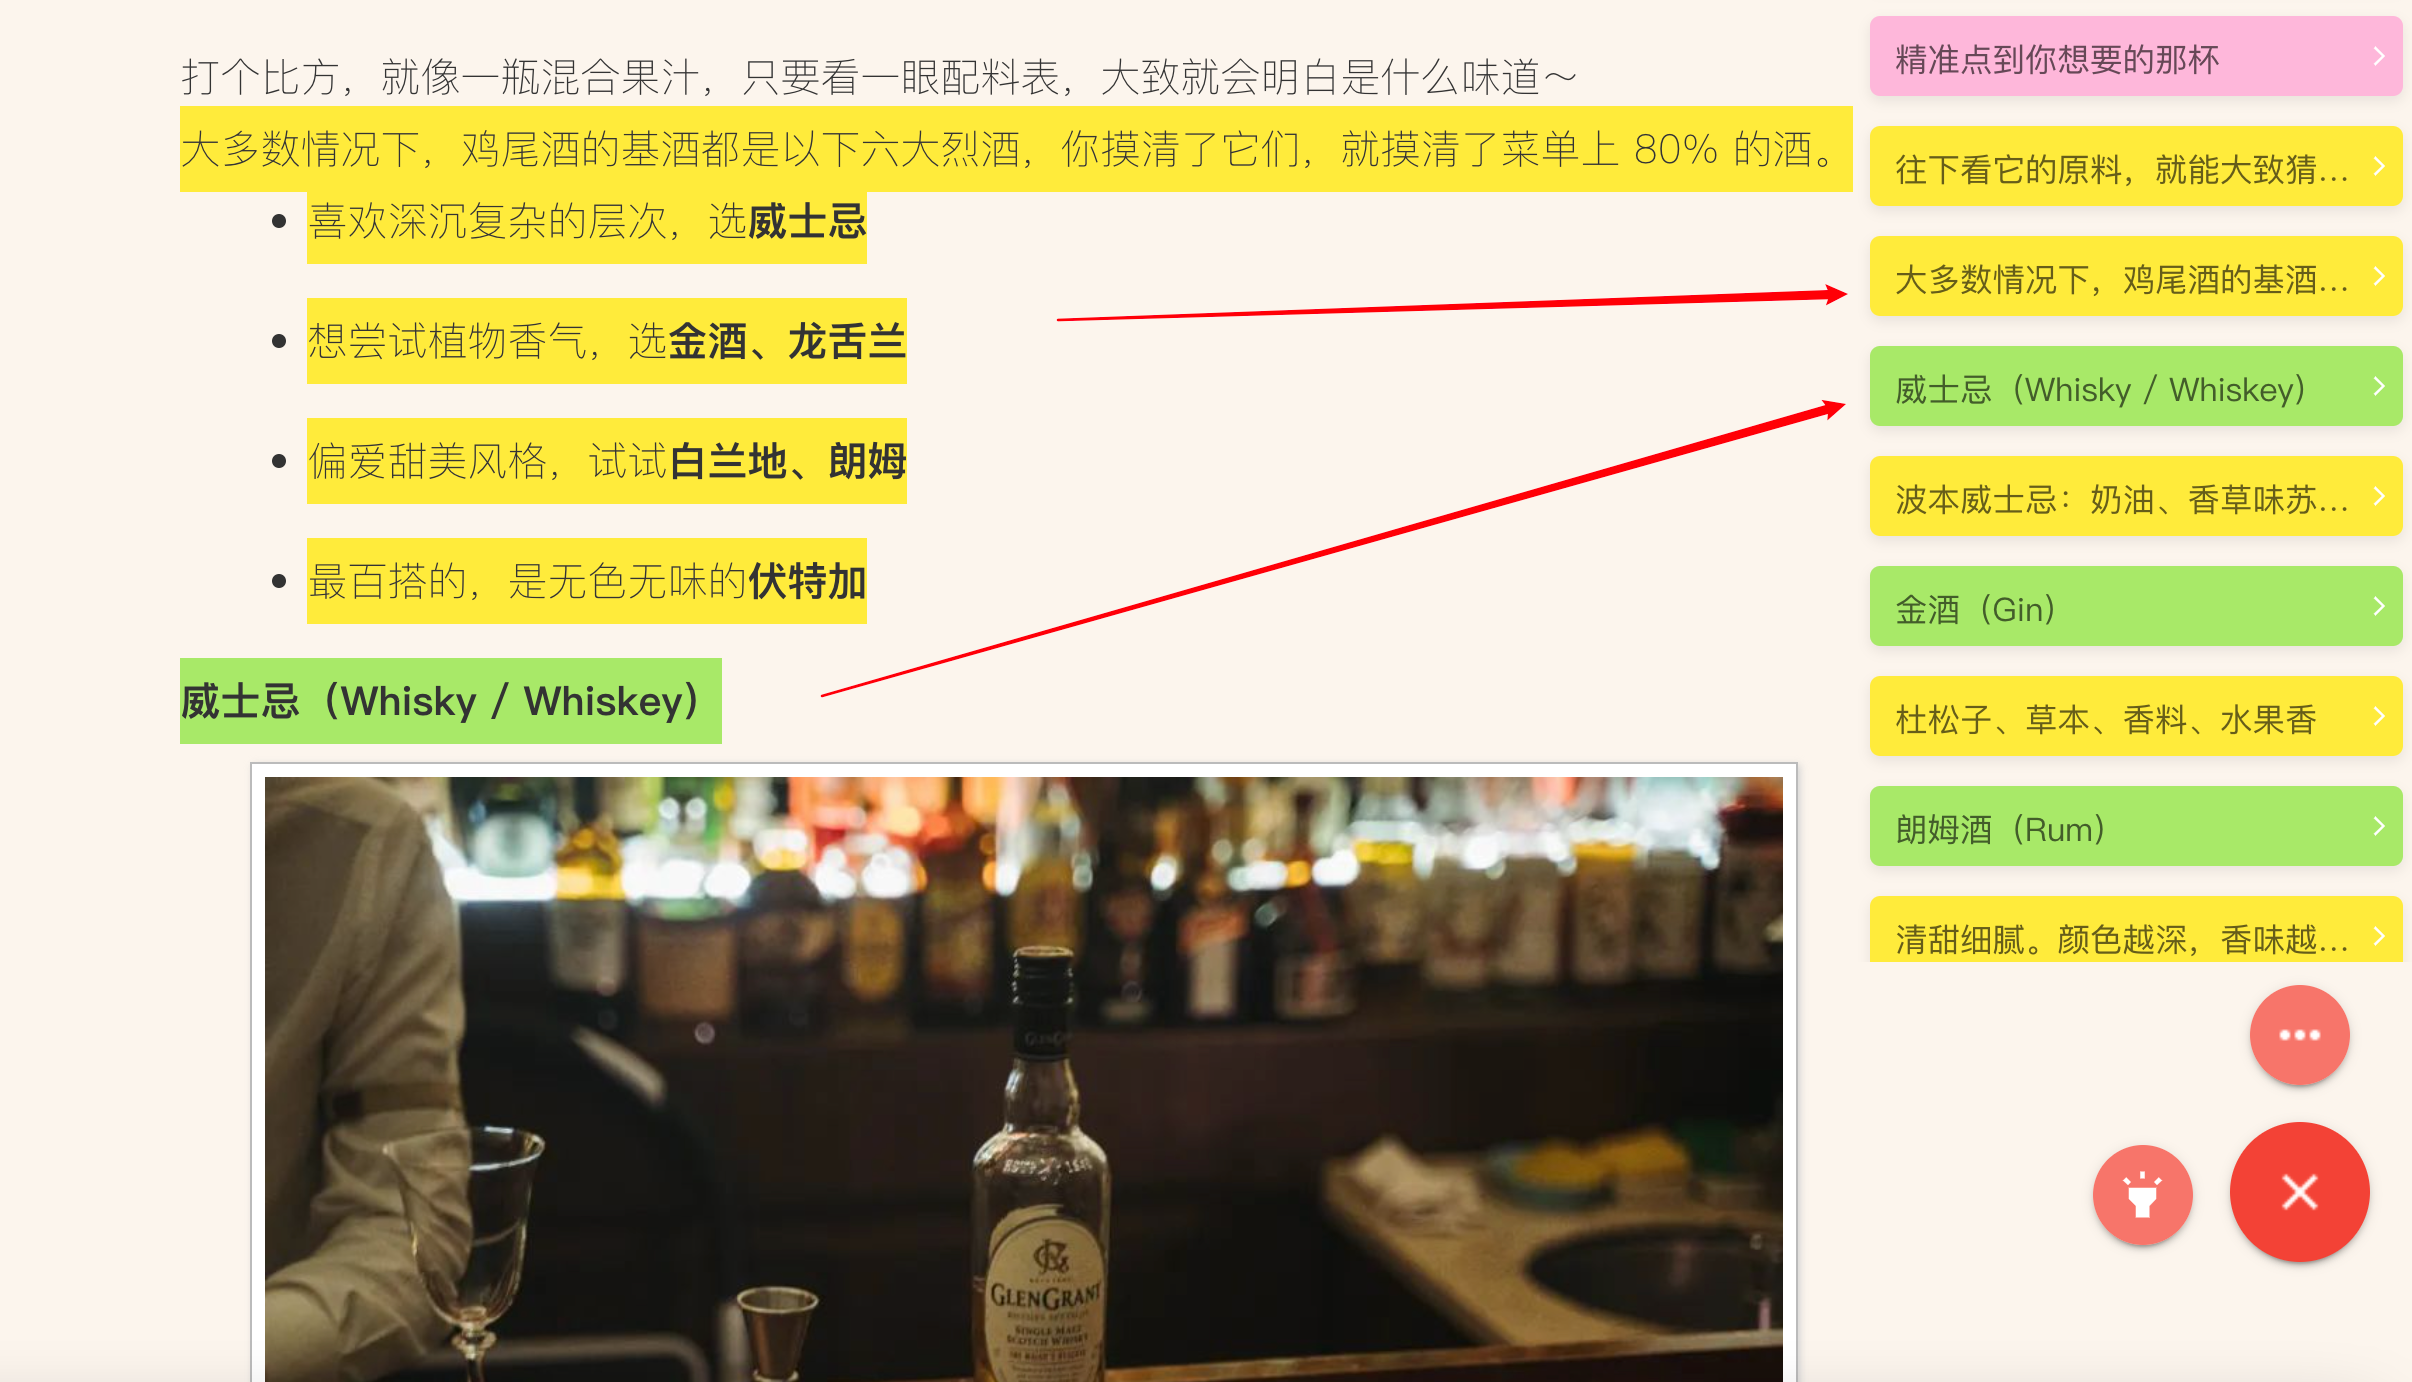 打个比方，就像一瓶混合果汁，只要看一眼配料表，大致就会明白是什么味道～
大多数情况下，鸡尾酒的基酒都是以下六大烈酒，你摸清了它们，就摸清了菜单上 80% 的酒。
• 喜欢深沉复杂的层次，选威士忌
• 想尝试植物香气，选金酒、龙舌兰
• 偏爱甜美风格，试试白兰地、朗姆
• 最百搭的，是无色无味的伏特加
威士忌（Whisky / Whiskey）
GLENGRANT
SINGLE MALT
SCOTCH WHISKY
精准点到你想要的那杯
往下看它的原料，就能大致猜...
大多数情况下，鸡尾酒的基酒...
威士忌（Whisky / Whiskey）
波本威士忌：奶油、香草味苏...
金酒（Gin）
杜松子、草本、香料、水果香
朗姆酒（Rum）
清甜细腻。颜色越深，香味越...